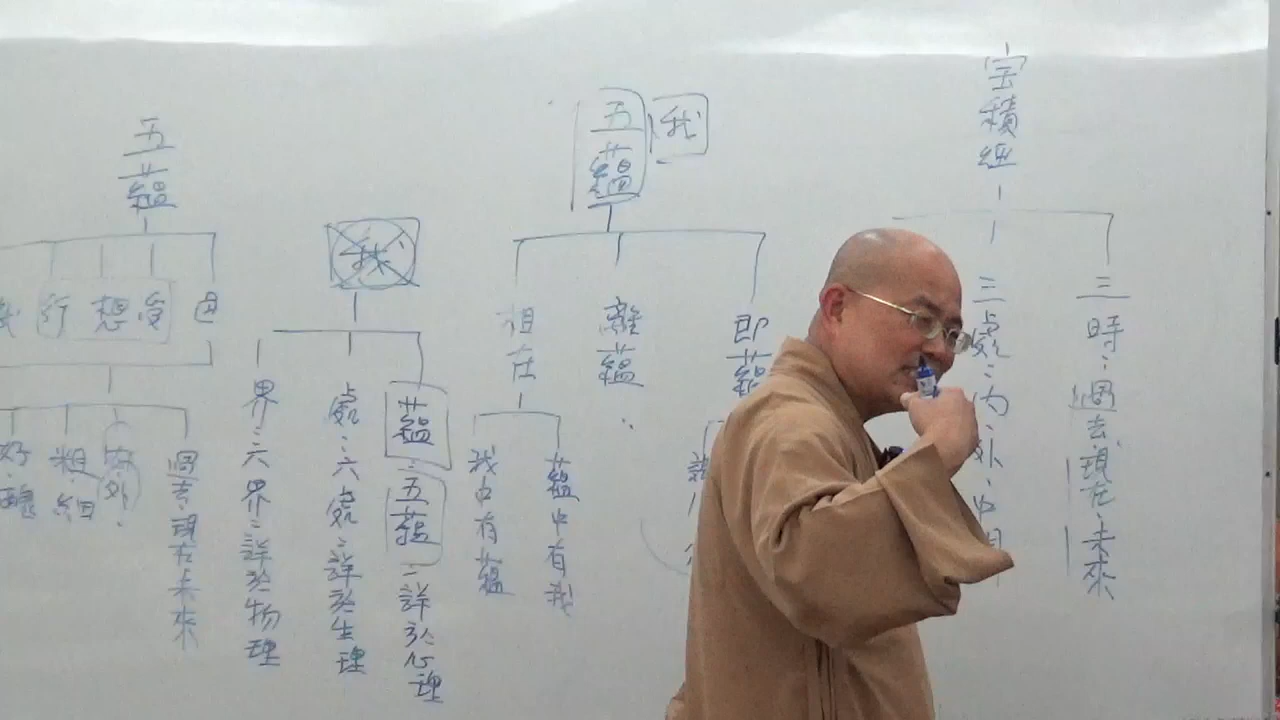 宝積經
三時：過去、現在、未來
三處：內、外、中間
五蘊
我
即蘊
離蘊
相在
蘊中有我
我中有蘊
我
蘊：五蘊－詳於心理
處：六處：詳於生理
界：六界：詳於物理
五蘊
色
受
想
行
識
過去現在未來
內外
粗細
好醜